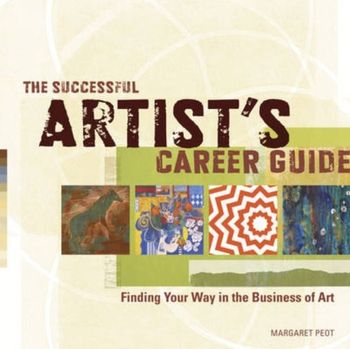 THE SUCCESSFUL
ARTIST'S
CAREER GUIDE
Finding Your Way in the Business of Art
MARGARET PEOT